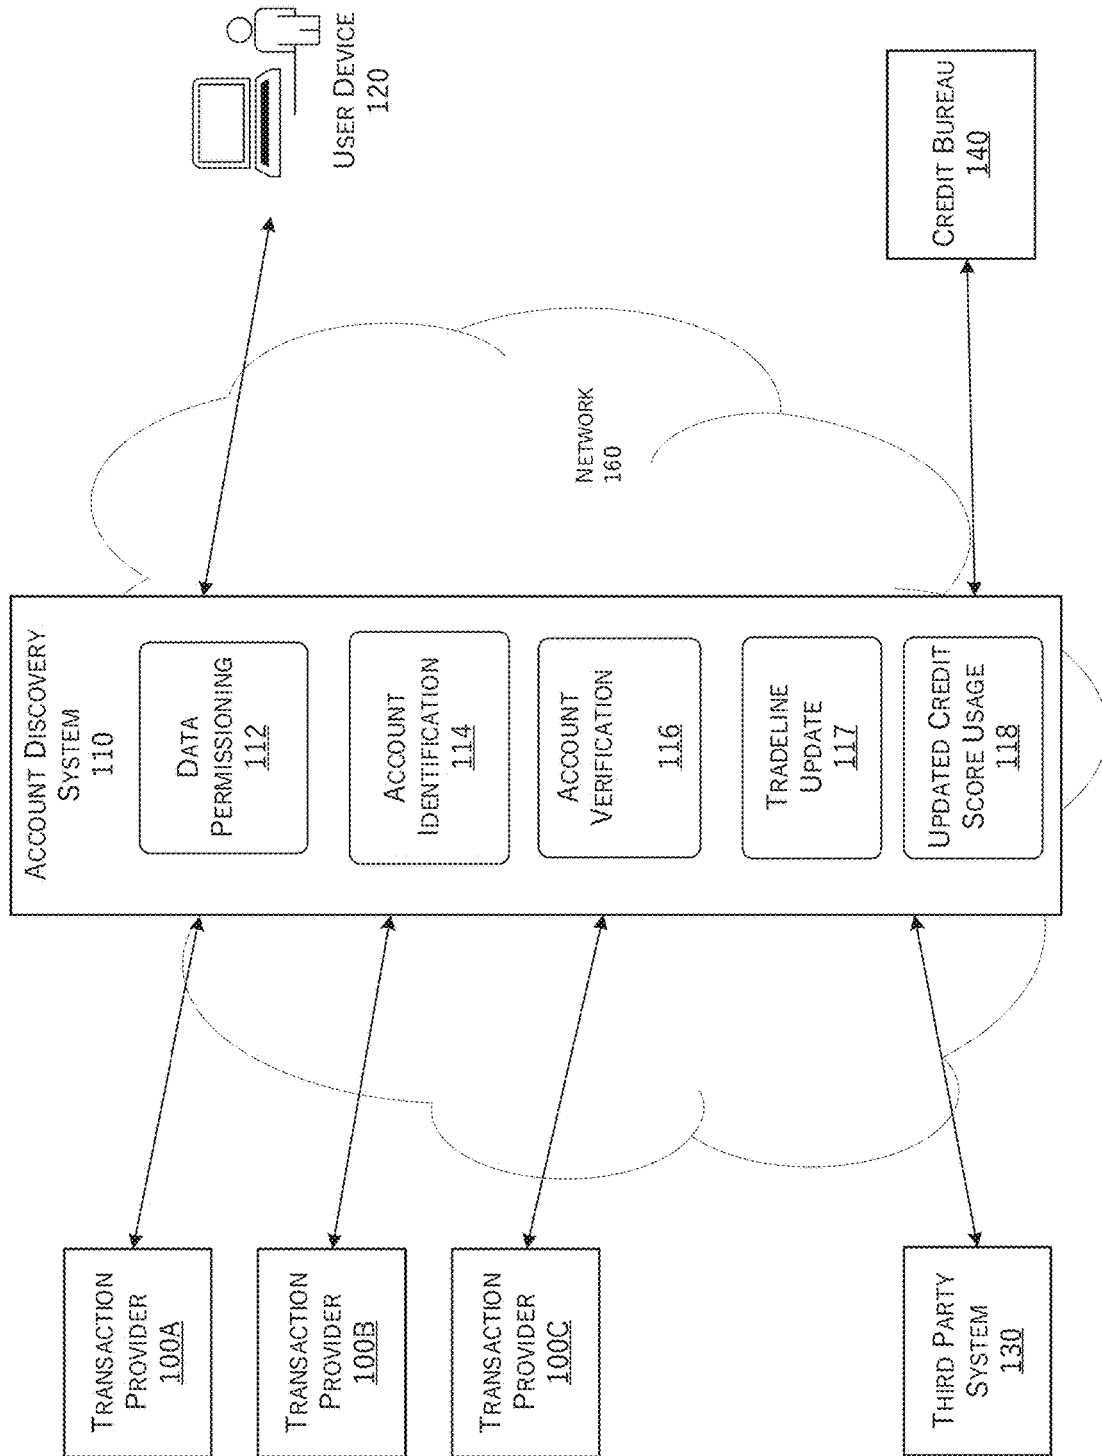 TRANSACTION
PROVIDER
100A
TRANSACTION
PROVIDER
100B
TRANSACTION
PROVIDER
100C
THIRD PARTY
SYSTEM
130
ACCOUNT DISCOVERY
SYSTEM
110
DATA
PERMISSIONING
112
ACCOUNT
IDENTIFICATION
114
ACCOUNT
VERIFICATION
116
TRADELINE
UPDATE
117
UPDATED CREDIT
SCORE USAGE
118
NETWORK
160
USER DEVICE
120
CREDIT BUREAU
140